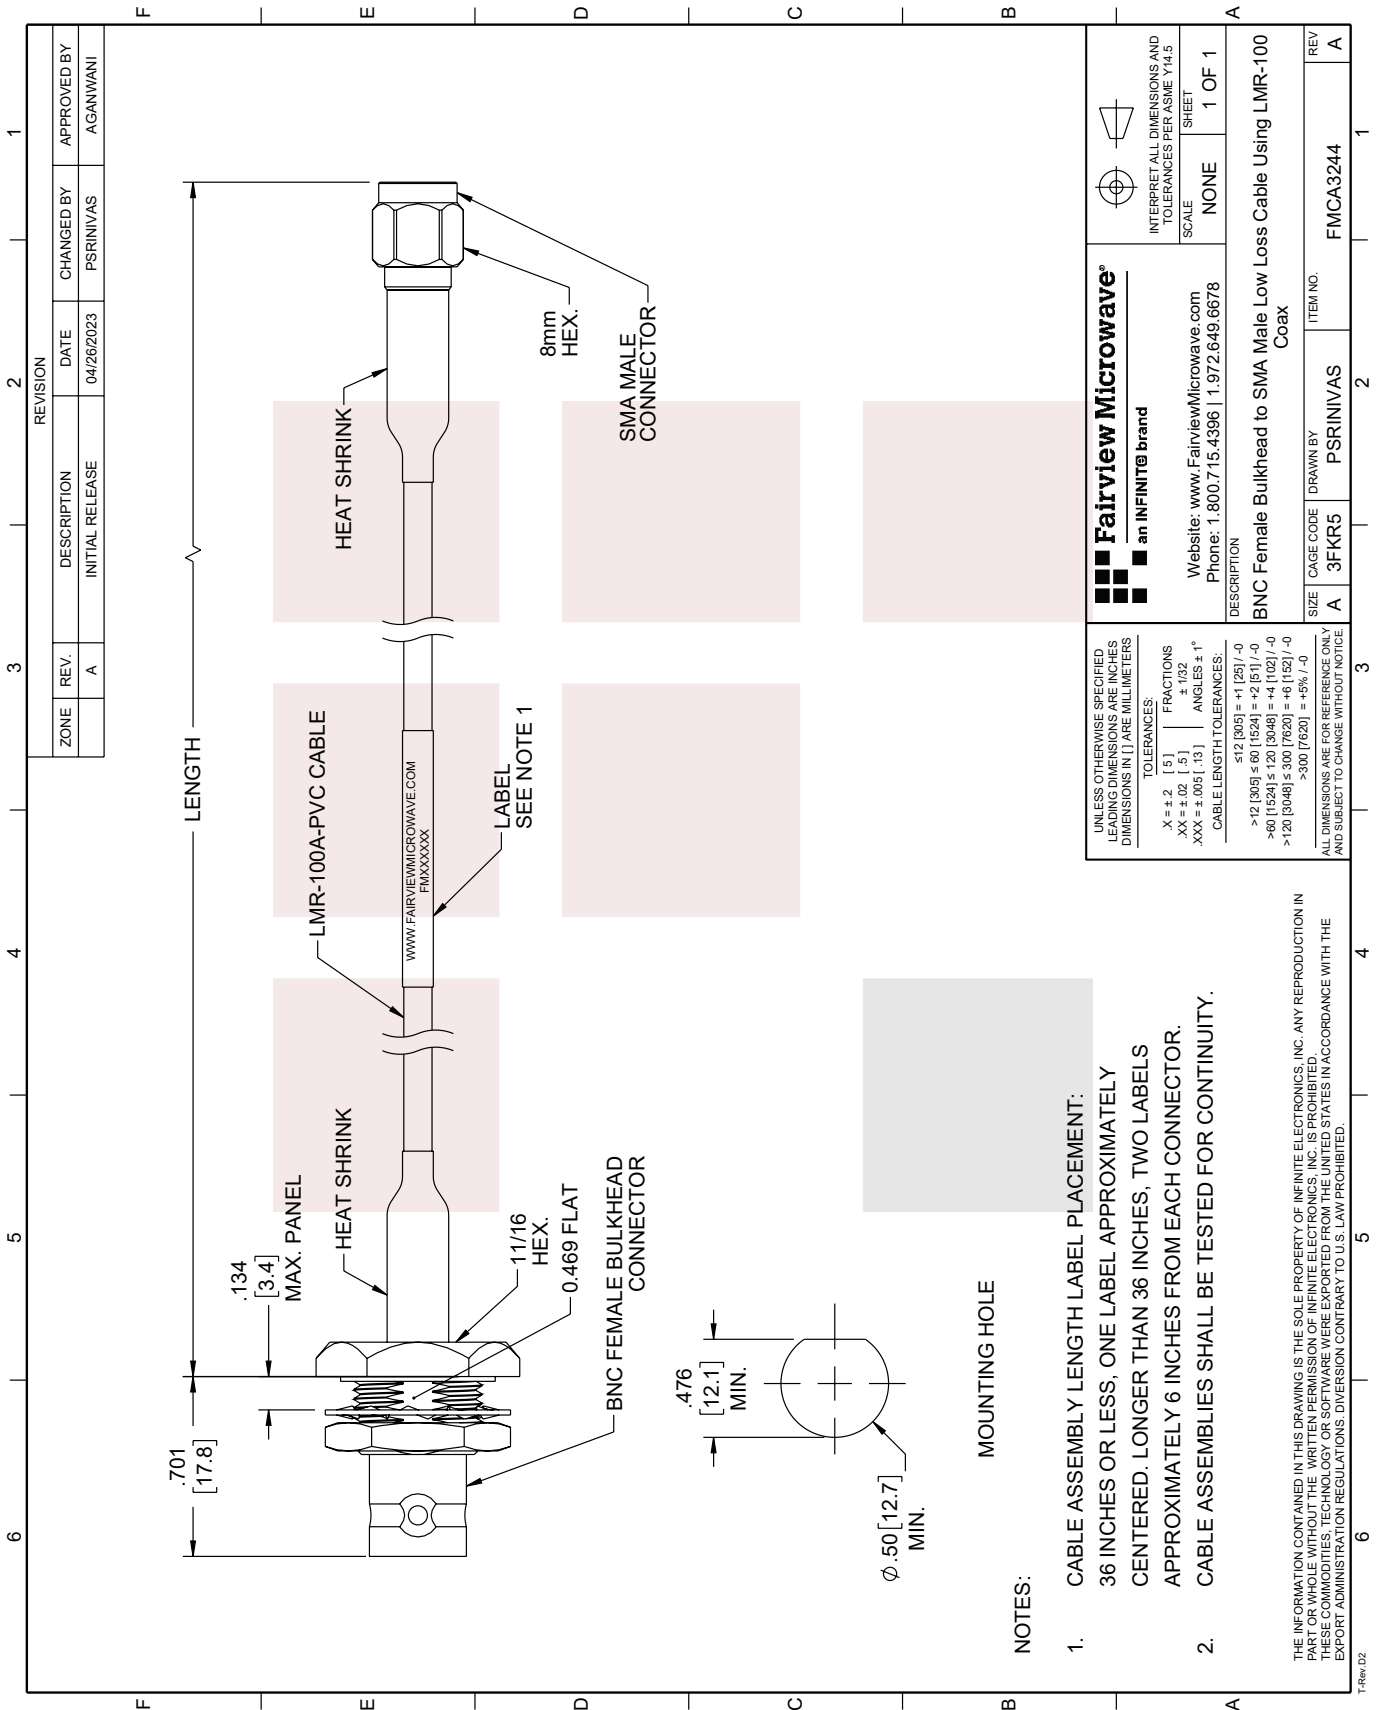 REVISION
ZONE REV. DESCRIPTION DATE CHANGED BY APPROVED BY
A INITIAL RELEASE 04/26/2023 PSRINIVAS AGANWANI
6 5 4 3 2 1
F
E
D
C
B
A
F
E
D
C
B
A
.701
[17.8]
LENGTH
.134
[3.4]
MAX. PANEL
HEAT SHRINK
LMR-100A-PVC CABLE
HEAT SHRINK
WWW.FAIRVIEWMICROWAVE.COM
FMXXXXXX
LABEL
SEE NOTE 1
11/16
HEX.
0.469 FLAT
BNC FEMALE BULKHEAD
CONNECTOR
8mm
HEX.
SMA MALE
CONNECTOR
.476
[12.1]
MIN.
Ø.50 [12.7]
MIN.
MOUNTING HOLE
NOTES:
1. CABLE ASSEMBLY LENGTH LABEL PLACEMENT:
36 INCHES OR LESS, ONE LABEL APPROXIMATELY
CENTERED. LONGER THAN 36 INCHES, TWO LABELS
APPROXIMATELY 6 INCHES FROM EACH CONNECTOR.
2. CABLE ASSEMBLIES SHALL BE TESTED FOR CONTINUITY.
THE INFORMATION CONTAINED IN THIS DRAWING IS THE SOLE PROPERTY OF INFINITE ELECTRONICS, INC. ANY REPRODUCTION IN
PART OR WHOLE WITHOUT THE WRITTEN PERMISSION OF INFINITE ELECTRONICS, INC. IS PROHIBITED.
THESE COMMODITIES, TECHNOLOGY OR SOFTWARE WERE EXPORTED FROM THE UNITED STATES IN ACCORDANCE WITH THE
EXPORT ADMINISTRATION REGULATIONS. DIVERSION CONTRARY TO U.S. LAW PROHIBITED.
UNLESS OTHERWISE SPECIFIED
LEADING DIMENSIONS ARE INCHES
DIMENSIONS IN [ ] ARE MILLIMETERS
TOLERANCES:
.X = ± .2 [ 5 ] FRACTIONS
.XX = ± .02 [ .5 ] ± 1/32
.XXX = ± .005 [ .13 ] ANGLES ± 1°
CABLE LENGTH TOLERANCES:
≤12 [305] = +1 [25] / -0
>12 [305] ≤ 60 [1524] = +2 [51] / -0
>60 [1524] ≤ 120 [3048] = +4 [102] / -0
>120 [3048] ≤ 300 [7620] = +6 [152] / -0
>300 [7620] = +5% / -0
ALL DIMENSIONS ARE FOR REFERENCE ONLY
AND SUBJECT TO CHANGE WITHOUT NOTICE.
Fairview Microwave®
an INFINITE brand
Website: www.FairviewMicrowave.com
Phone: 1.800.715.4396 | 1.972.649.6678
INTERPRET ALL DIMENSIONS AND
TOLERANCES PER ASME Y14.5
SCALE NONE
SHEET 1 OF 1
DESCRIPTION
BNC Female Bulkhead to SMA Male Low Loss Cable Using LMR-100
Coax
SIZE CAGE CODE DRAWN BY ITEM NO. REV
A 3FKR5 PSRINIVAS FMCA3244 A
T-Rev.D2
6 5 4 3 2 1